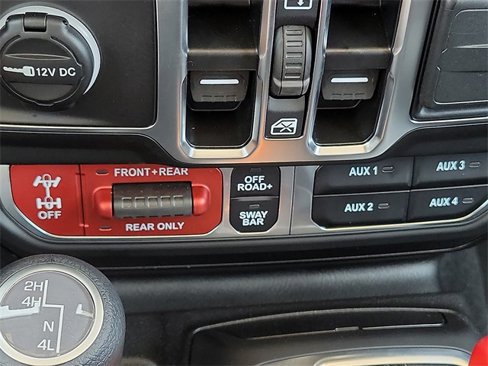 12V DC
FRONT+REAR
OFF
REAR ONLY
OFF
ROAD+
SWAY
BAR
AUX 1
AUX 3
AUX 2
AUX 4
2H
4H
N
4L